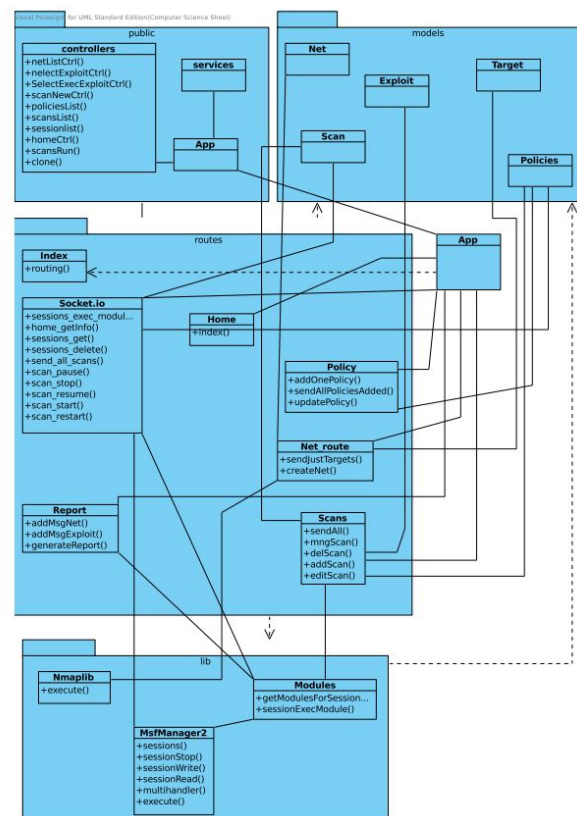 Visual Paradigm for UML Standard Edition(Computer Science Shool)
public
controllers
+netListCtrl()
+nelectExploitCtrl()
+SelectExecExploitCtrl()
+scanNewCtrl()
+policiesList()
+scansList()
+sessionlist()
+homeCtrl()
+scansRun()
+clone()
services
App
models
Net
Exploit
Target
Scan
Policies
routes
Index
+routing()
App
Socket.io
+sessions_exec_modul...
+home_getInfo()
+sessions_get()
+sessions_delete()
+send_all_scans()
+scan_pause()
+scan_stop()
+scan_resume()
+scan_start()
+scan_restart()
Home
+Index()
Policy
+addOnePolicy()
+sendAllPoliciesAdded()
+updatePolicy()
Net_route
+sendJustTargets()
+createNet()
Report
+addMsgNet()
+addMsgExploit()
+generateReport()
Scans
+sendAll()
+mngScan()
+delScan()
+addScan()
+editScan()
lib
Nmaplib
+execute()
Modules
+getModulesForSession...
+sessionExecModule()
MsfManager2
+sessions()
+sessionStop()
+sessionWrite()
+sessionRead()
+multihandler()
+execute()